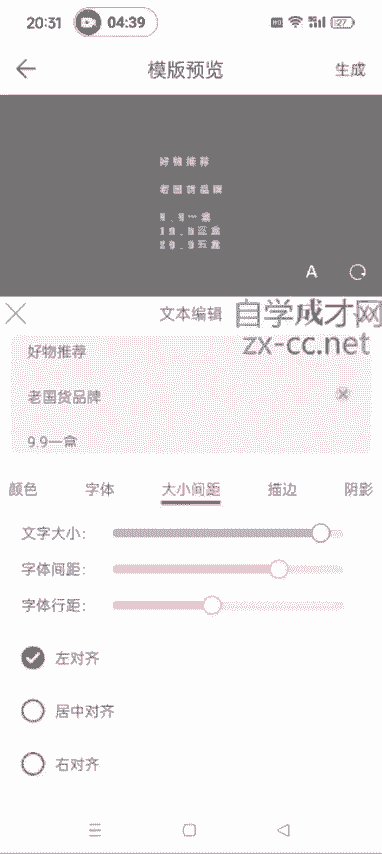 20:31 04:39 HD 5G 27
模版预览 生成
好物推荐
老国货品牌
9.9一盒
19.9三盒
29.9五盒
A
文本编辑
自学成才网
zx-cc.net
好物推荐
老国货品牌
9.9一盒
颜色 字体 大小间距 描边 阴影
文字大小:
字体间距:
字体行距:
左对齐
居中对齐
右对齐